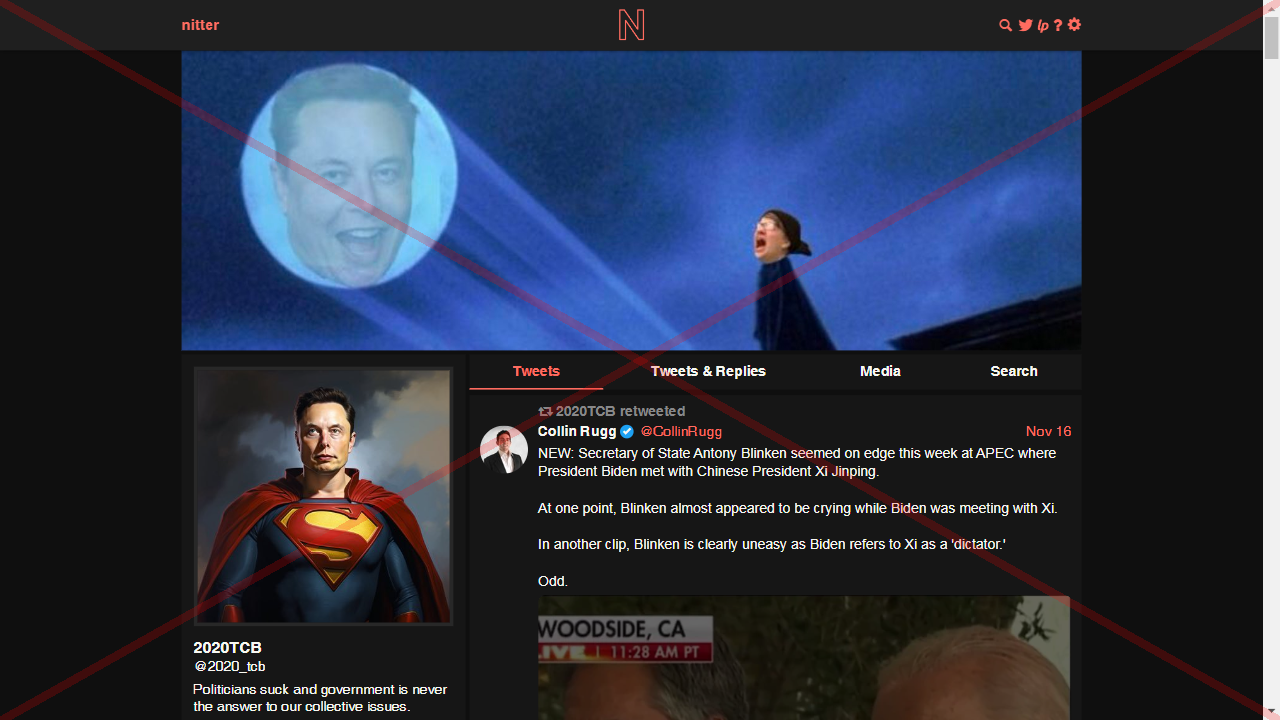 nitter
N
lp ?
Tweets
Tweets & Replies
Media
Search
2020TCB retweeted
Collin Rugg @CollinRugg Nov 16
NEW: Secretary of State Antony Blinken seemed on edge this week at APEC where
President Biden met with Chinese President Xi Jinping.
At one point, Blinken almost appeared to be crying while Biden was meeting with Xi.
In another clip, Blinken is clearly uneasy as Biden refers to Xi as a 'dictator.'
Odd.
WOODSIDE, CA
LIVE 11:28 AM PT
2020TCB
@2020_tcb
Politicians suck and government is never
the answer to our collective issues.